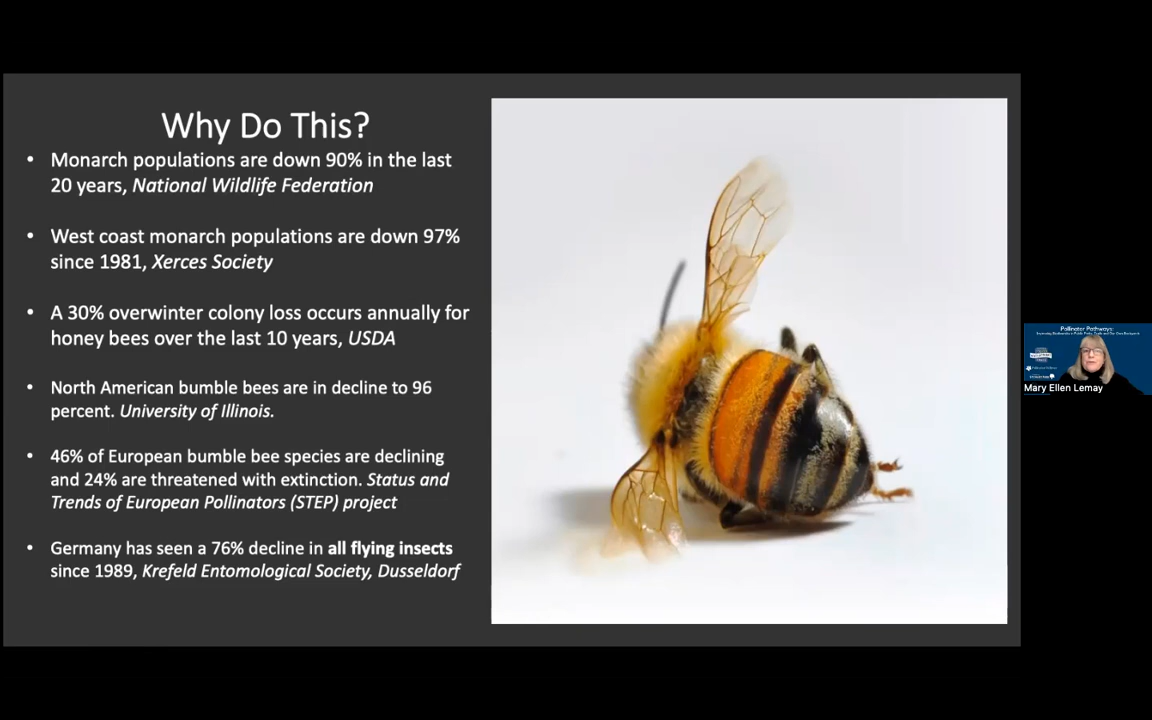 Why Do This?
• Monarch populations are down 90% in the last
20 years, National Wildlife Federation
• West coast monarch populations are down 97%
since 1981, Xerces Society
• A 30% overwinter colony loss occurs annually for
honey bees over the last 10 years, USDA
• North American bumble bees are in decline to 96
percent. University of Illinois.
• 46% of European bumble bee species are declining
and 24% are threatened with extinction. Status and
Trends of European Pollinators (STEP) project
• Germany has seen a 76% decline in all flying insects
since 1989, Krefeld Entomological Society, Dusseldorf
Pollinator Pathways:
Mary Ellen Lemay